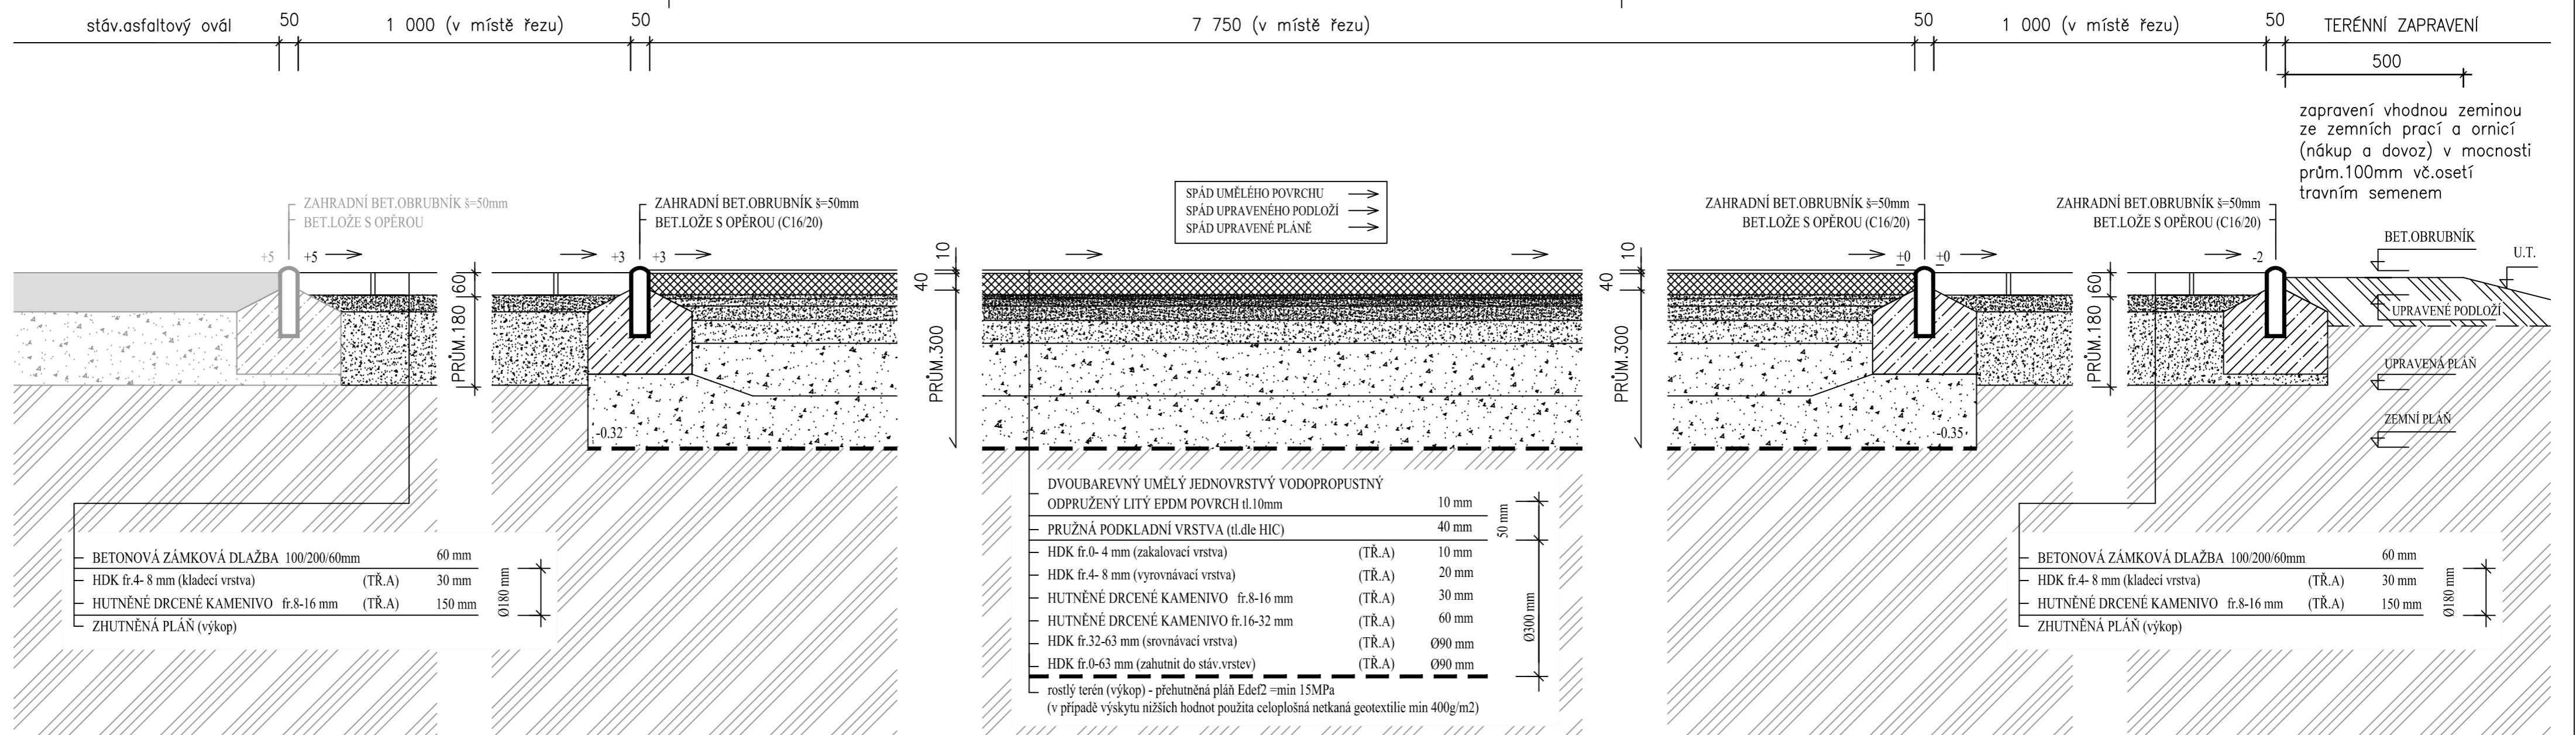 stáv.asfaltový ovál
50
1 000 (v místě řezu)
50
7 750 (v místě řezu)
50
1 000 (v místě řezu)
50
TERÉNNÍ ZAPRAVENÍ
500
zapravení vhodnou zeminou
ze zemních prací a ornicí
(nákup a dovoz) v mocnosti
prům.100mm vč.osetí
travním semenem
ZAHRADNÍ BET.OBRUBNÍK š=50mm
BET.LOŽE S OPĚROU
ZAHRADNÍ BET.OBRUBNÍK š=50mm
BET.LOŽE S OPĚROU (C16/20)
SPÁD UMĚLÉHO POVRCHU
SPÁD UPRAVENÉHO PODLOŽÍ
SPÁD UPRAVENÉ PLÁNĚ
ZAHRADNÍ BET.OBRUBNÍK š=50mm
BET.LOŽE S OPĚROU (C16/20)
ZAHRADNÍ BET.OBRUBNÍK š=50mm
BET.LOŽE S OPĚROU (C16/20)
+5
+5
+3
+3
±0
±0
-2
60
PRŮM.180
10
40
PRŮM.300
10
40
PRŮM.300
60
PRŮM.180
-0.32
-0.35
BET.OBRUBNÍK
U.T.
UPRAVENÉ PODLOŽÍ
UPRAVENÁ PLÁŇ
ZEMNÍ PLÁŇ
BETONOVÁ ZÁMKOVÁ DLAŽBA 100/200/60mm 60 mm
HDK fr.4- 8 mm (kladecí vrstva) (TŘ.A) 30 mm
HUTNĚNÉ DRCENÉ KAMENIVO fr.8-16 mm (TŘ.A) 150 mm
ZHUTNĚNÁ PLÁŇ (výkop)
Ø180 mm
DVOUBAREVNÝ UMĚLÝ JEDNOVRSTVÝ VODOPROPUSTNÝ
ODPRUŽENÝ LITÝ EPDM POVRCH tl.10mm 10 mm
PRUŽNÁ PODKLADNÍ VRSTVA (tl.dle HIC) 40 mm
50 mm
HDK fr.0- 4 mm (zakalovací vrstva) (TŘ.A) 10 mm
HDK fr.4- 8 mm (vyrovnávací vrstva) (TŘ.A) 20 mm
HUTNĚNÉ DRCENÉ KAMENIVO fr.8-16 mm (TŘ.A) 30 mm
HUTNĚNÉ DRCENÉ KAMENIVO fr.16-32 mm (TŘ.A) 60 mm
HDK fr.32-63 mm (srovnávací vrstva) (TŘ.A) Ø90 mm
HDK fr.0-63 mm (zahutnit do stáv.vrstev) (TŘ.A) Ø90 mm
Ø300 mm
rostlý terén (výkop) - přehutněná pláň Edef2 =min 15MPa
(v případě výskytu nižších hodnot použita celoplošná netkaná geotextilie min 400g/m2)
BETONOVÁ ZÁMKOVÁ DLAŽBA 100/200/60mm 60 mm
HDK fr.4- 8 mm (kladecí vrstva) (TŘ.A) 30 mm
HUTNĚNÉ DRCENÉ KAMENIVO fr.8-16 mm (TŘ.A) 150 mm
ZHUTNĚNÁ PLÁŇ (výkop)
Ø180 mm